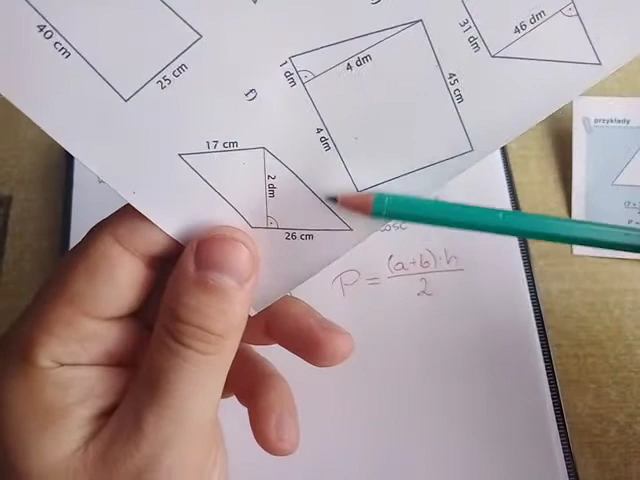 40 cm
25 cm
1 dm
4 dm
4 dm
45 cm
31 dm
46 dm
f)
17 cm
2 dm
26 cm
przykłady
P = (a+b)·h
2